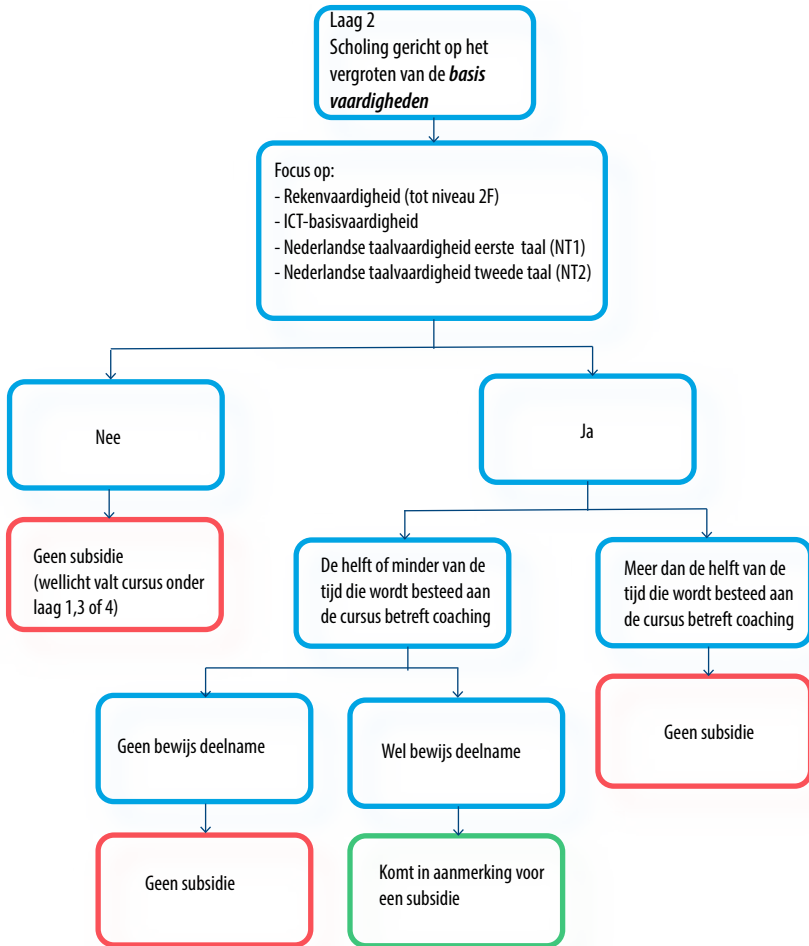 Laag 2
Scholing gericht op het
vergroten van de basis
vaardigheden
Focus op:
- Rekenvaardigheid (tot niveau 2F)
- ICT-basisvaardigheid
- Nederlandse taalvaardigheid eerste taal (NT1)
- Nederlandse taalvaardigheid tweede taal (NT2)
Nee
Ja
Geen subsidie
(wellicht valt cursus onder
laag 1,3 of 4)
De helft of minder van de
tijd die wordt besteed aan
de cursus betreft coaching
Meer dan de helft van de
tijd die wordt besteed aan
de cursus betreft coaching
Geen bewijs deelname
Wel bewijs deelname
Geen subsidie
Geen subsidie
Komt in aanmerking voor
een subsidie